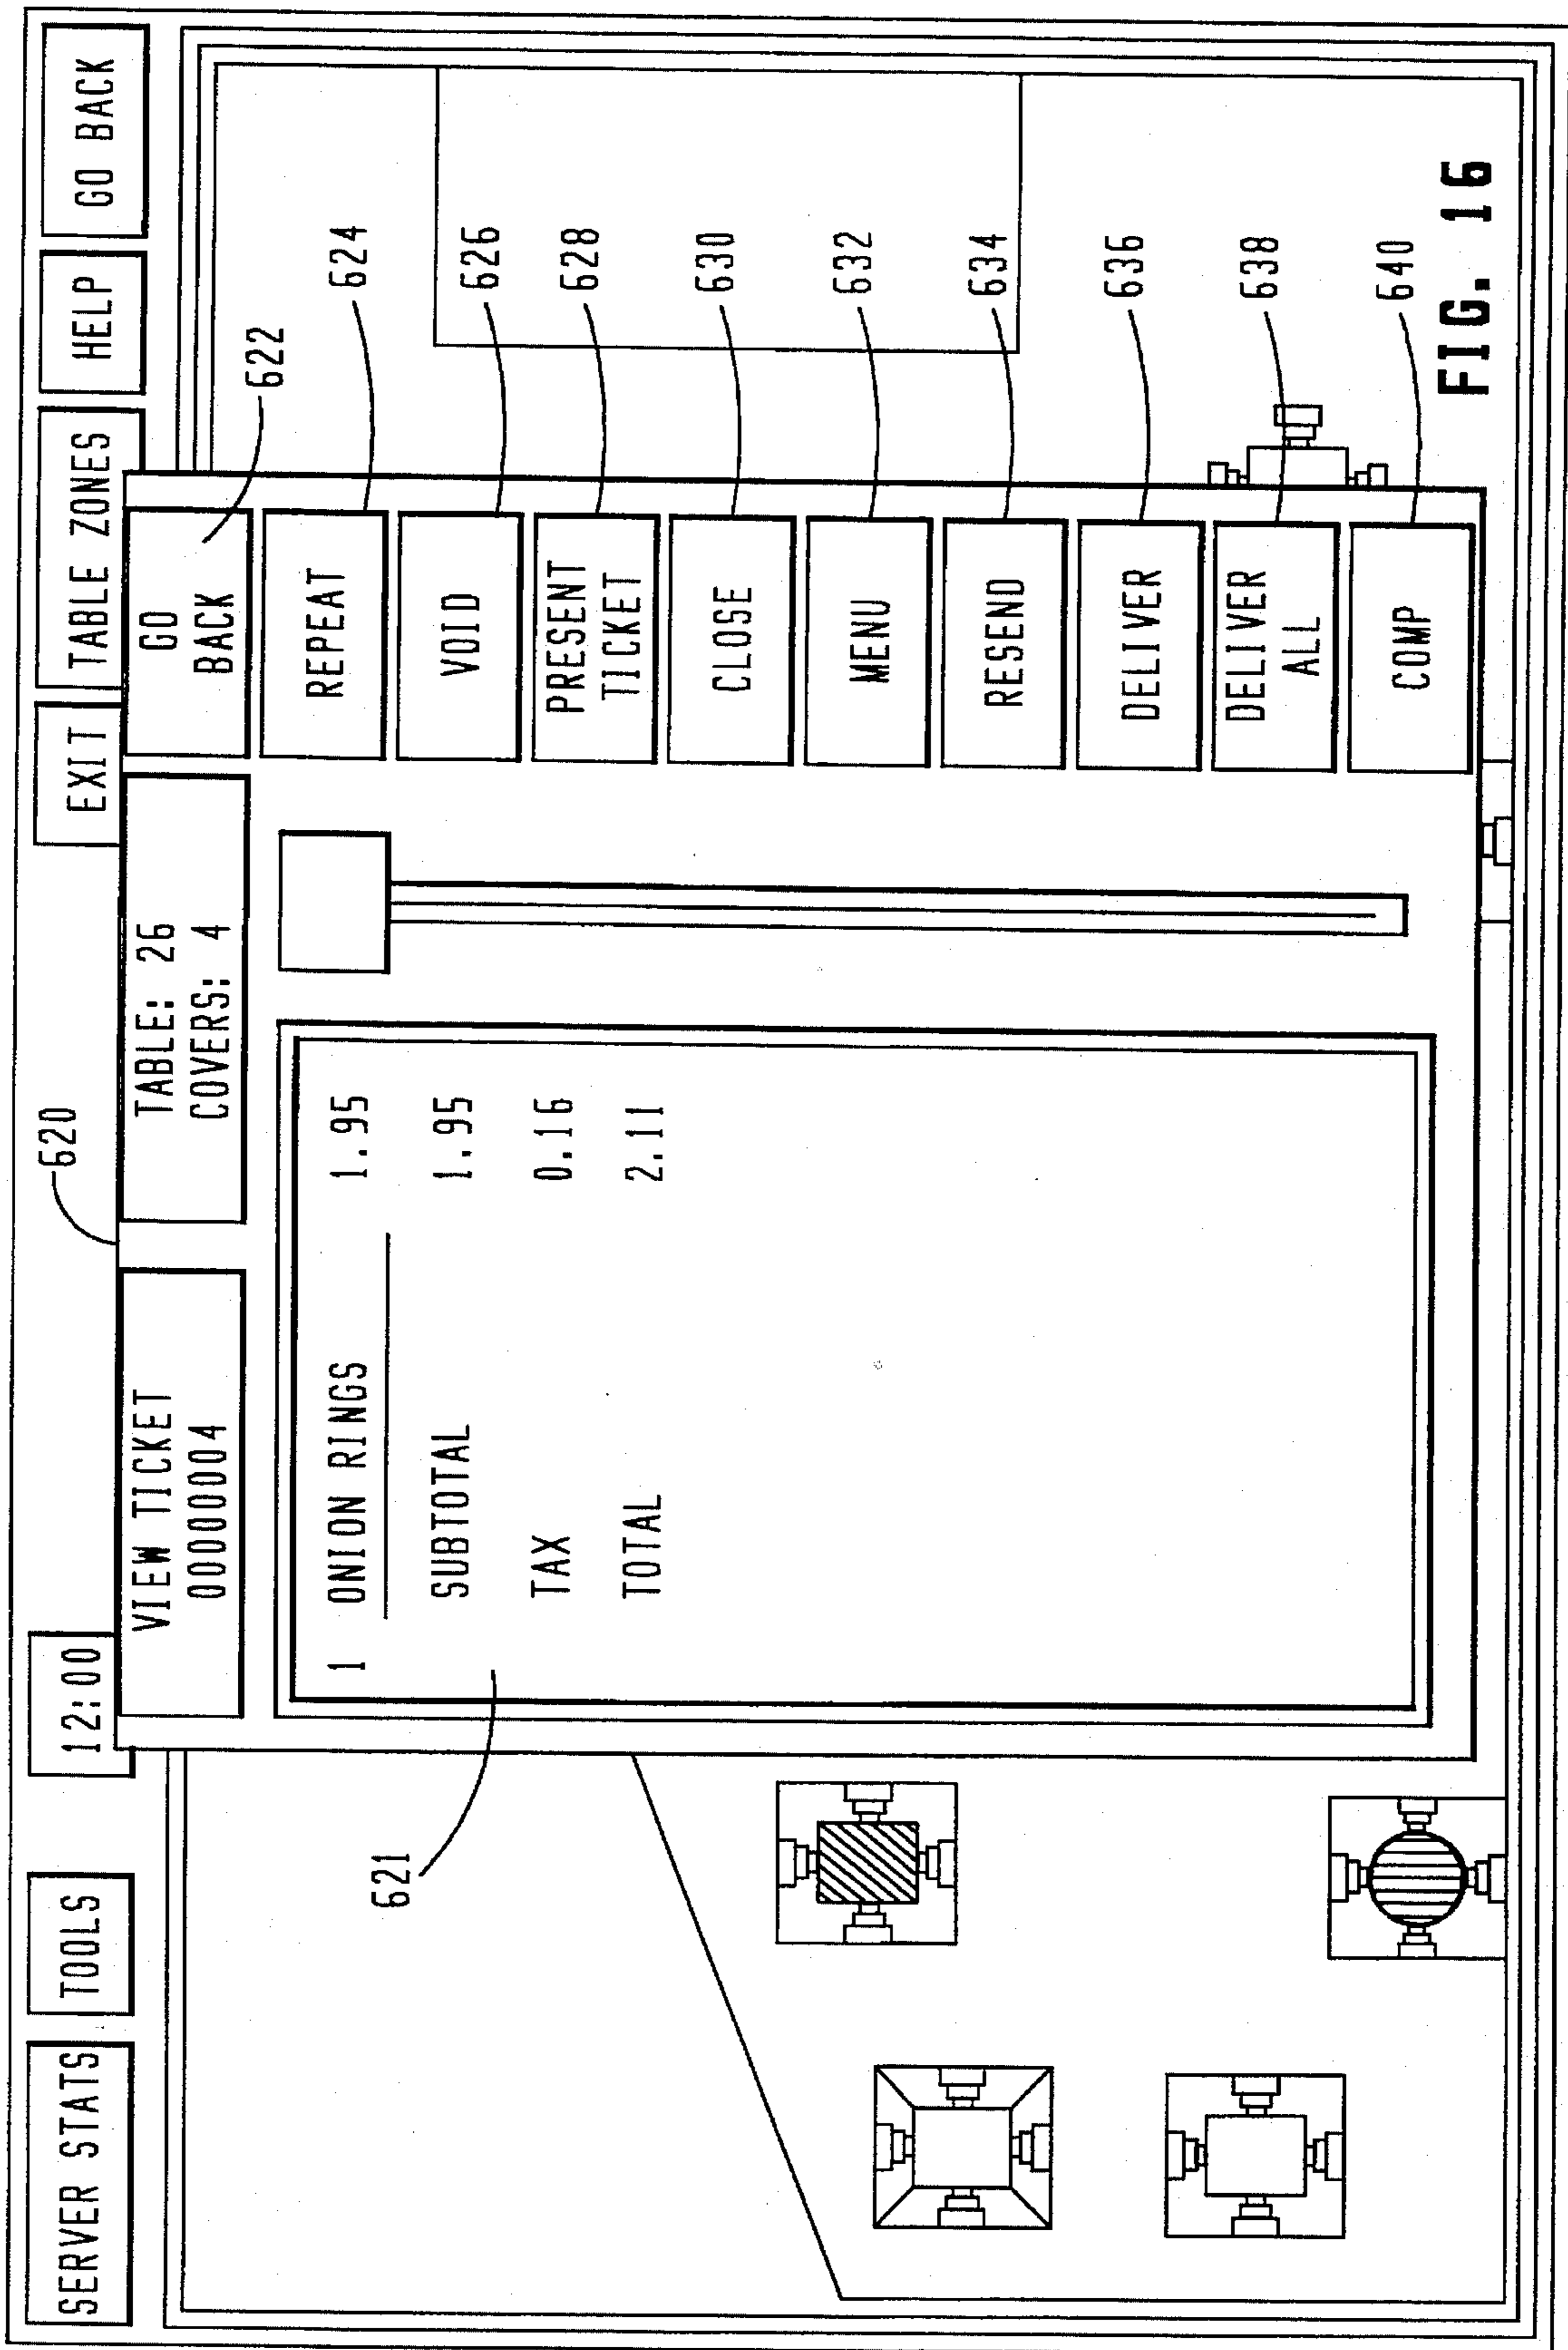 SERVER STATS
TOOLS
12:00
EXIT
TABLE ZONES
HELP
GO BACK
620
VIEW TICKET
00000004
TABLE: 26
COVERS: 4
GO
BACK
622
1 ONION RINGS 1.95
SUBTOTAL 1.95
TAX 0.16
TOTAL 2.11
621
REPEAT
624
VOID
626
PRESENT
TICKET
628
CLOSE
630
MENU
632
RESEND
634
DELIVER
636
DELIVER
ALL
638
COMP
640
FIG. 16